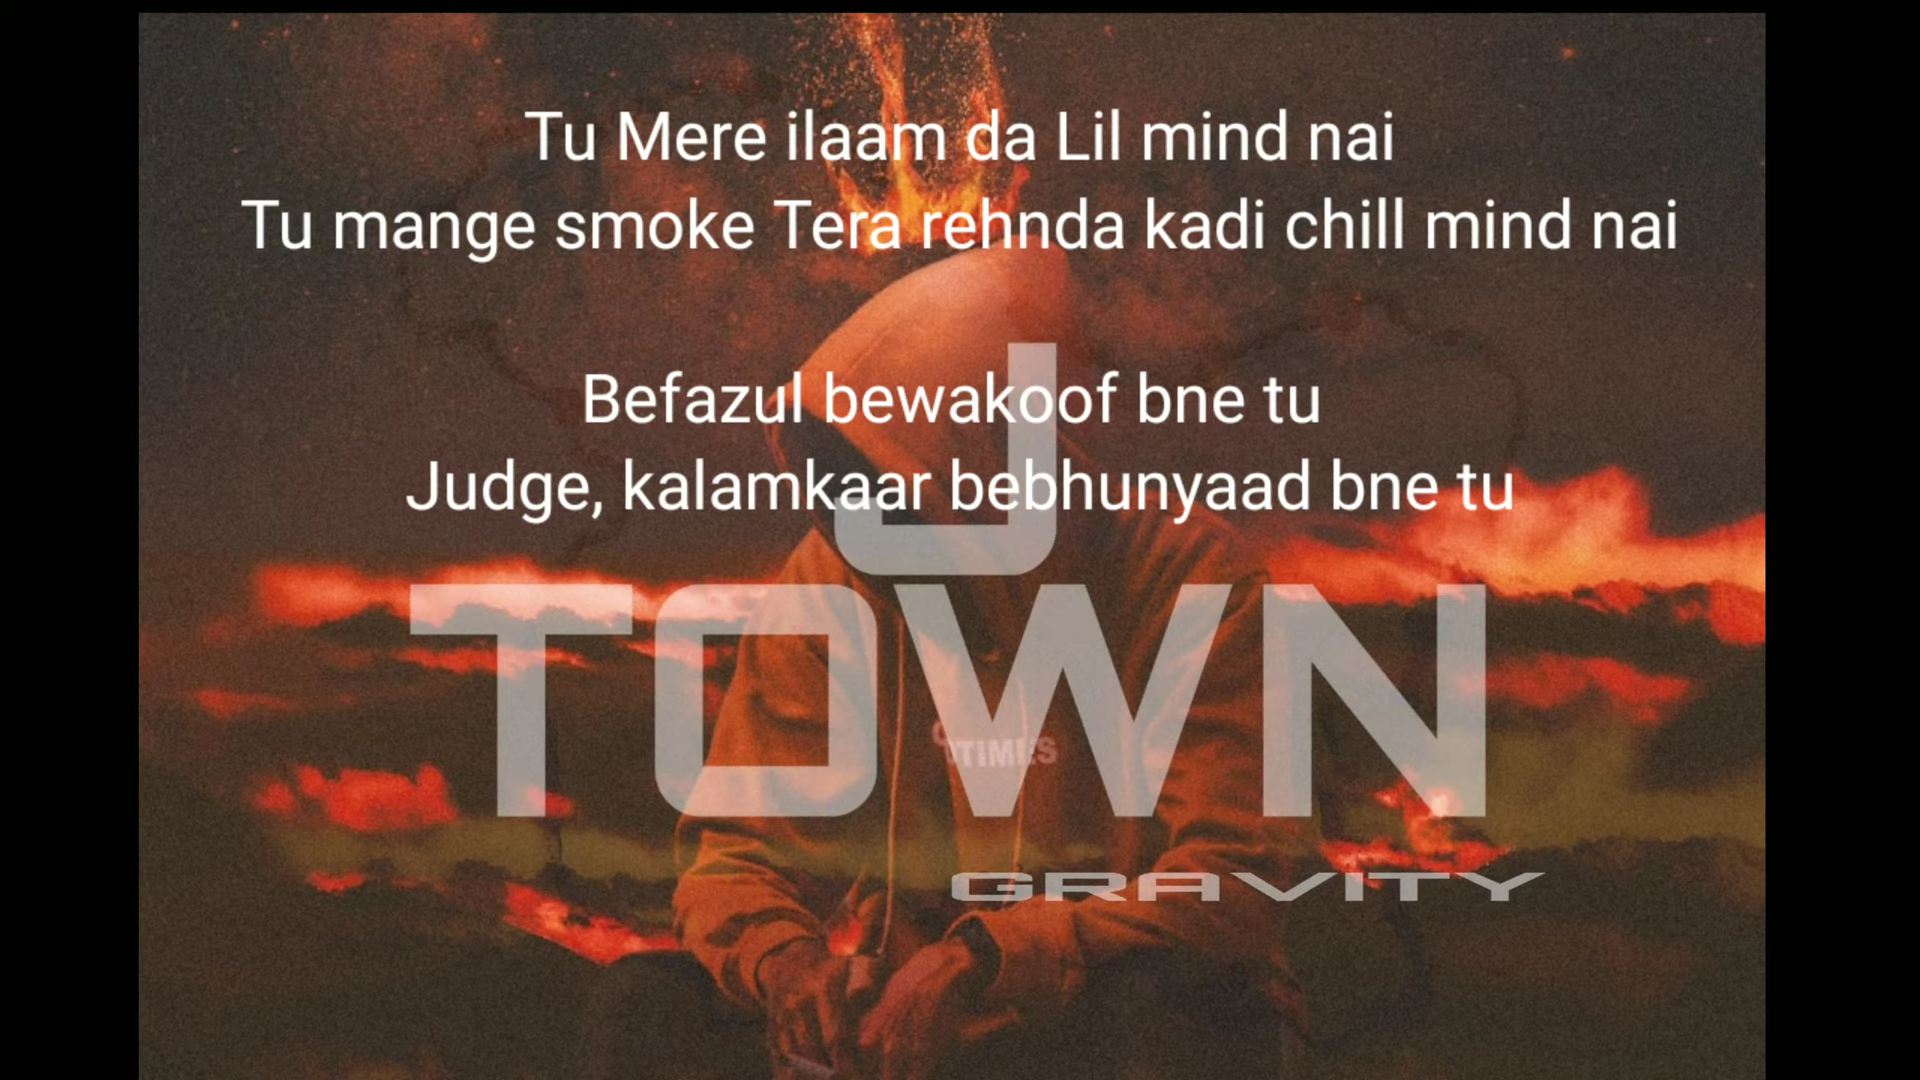 Tu Mere ilaam da Lil mind nai
Tu mange smoke Tera rehnda kadi chill mind nai
Befazul bewakoof bne tu
Judge, kalamkaar bebhunyaad bne tu
J
TOWN
TIMES
GRAVITY